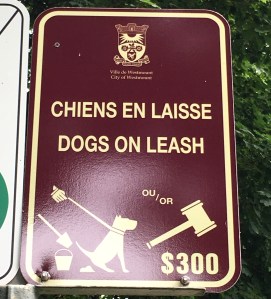 Ville de Westmount
City of Westmount
CHIENS EN LAISSE
DOGS ON LEASH
OU/OR
$300